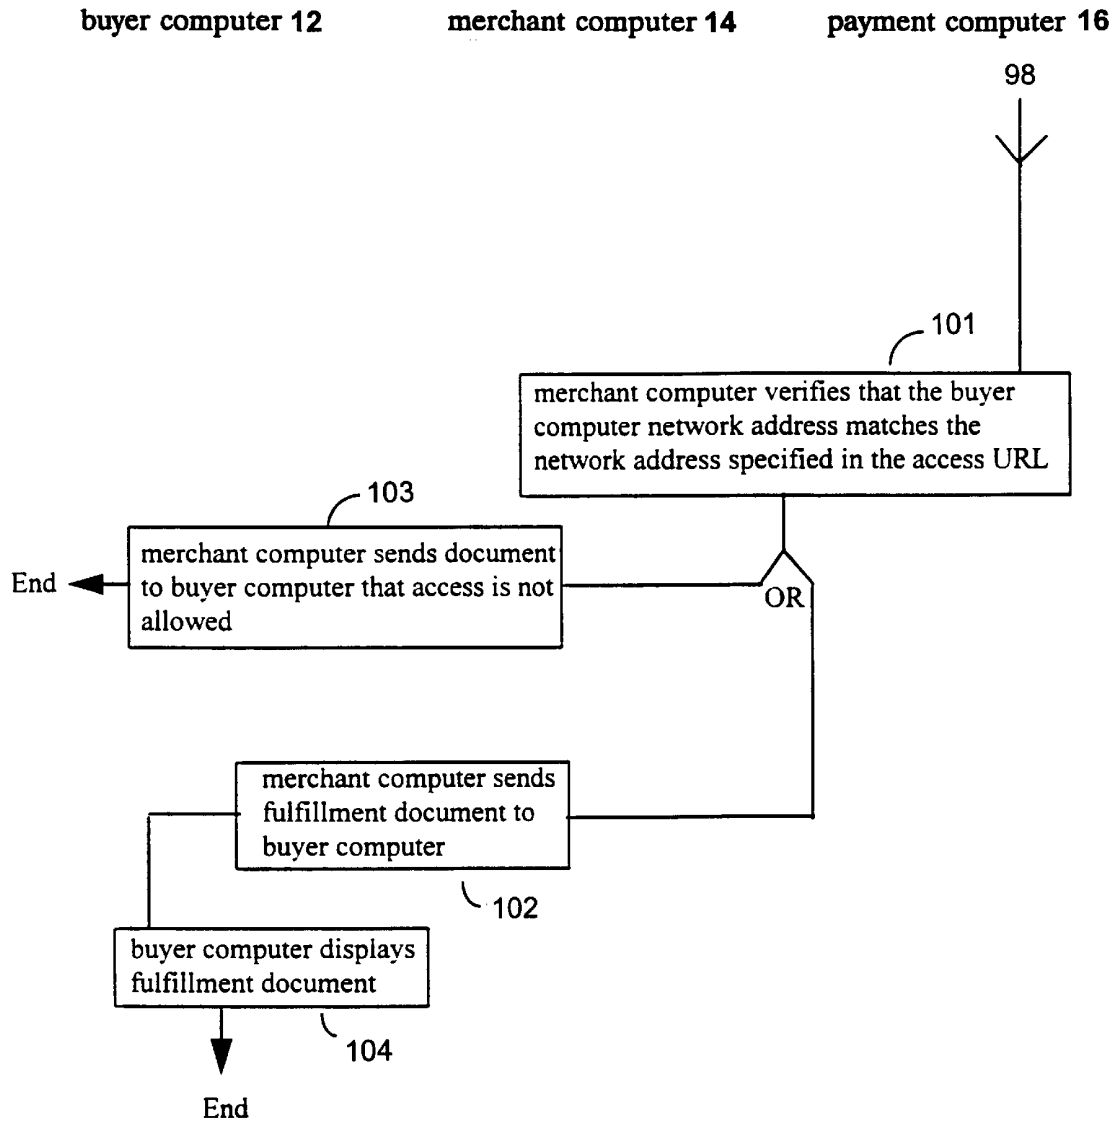 buyer computer 12 merchant computer 14 payment computer 16
98
101
merchant computer verifies that the buyer
computer network address matches the
network address specified in the access URL
103
merchant computer sends document
to buyer computer that access is not
allowed
End
OR
merchant computer sends
fulfillment document to
buyer computer
102
buyer computer displays
fulfillment document
104
End